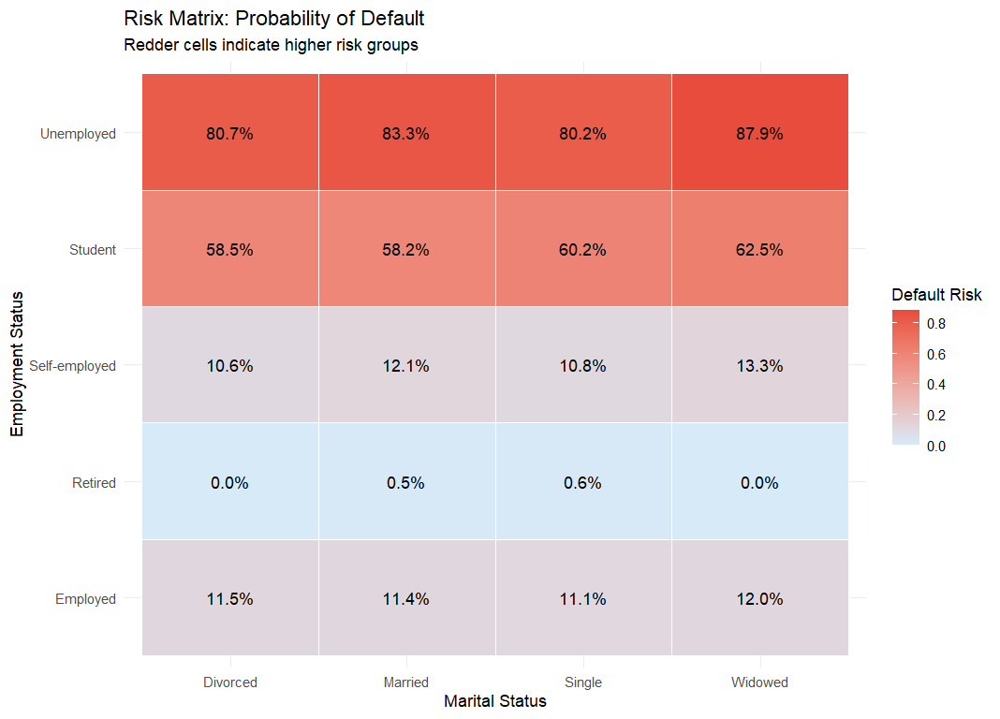 Risk Matrix: Probability of Default
Redder cells indicate higher risk groups
Unemployed 80.7% 83.3% 80.2% 87.9%
Student 58.5% 58.2% 60.2% 62.5%
Self-employed 10.6% 12.1% 10.8% 13.3%
Retired 0.0% 0.5% 0.6% 0.0%
Employed 11.5% 11.4% 11.1% 12.0%
Divorced Married Single Widowed
Marital Status
Employment Status
Default Risk
0.8
0.6
0.4
0.2
0.0